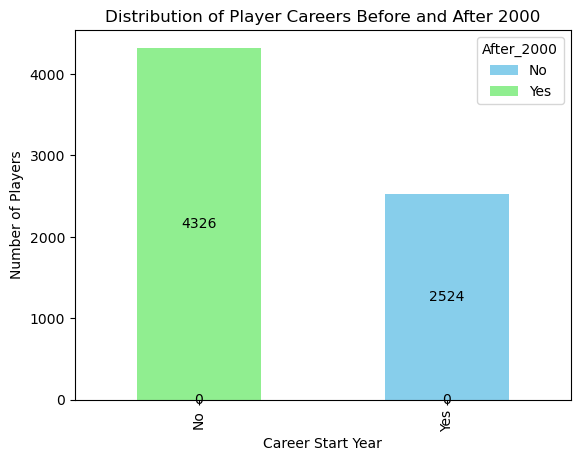 Distribution of Player Careers Before and After 2000
After_2000
No
Yes
4000
3000
2000
1000
0
Number of Players
4326
2524
0
0
No
Yes
Career Start Year